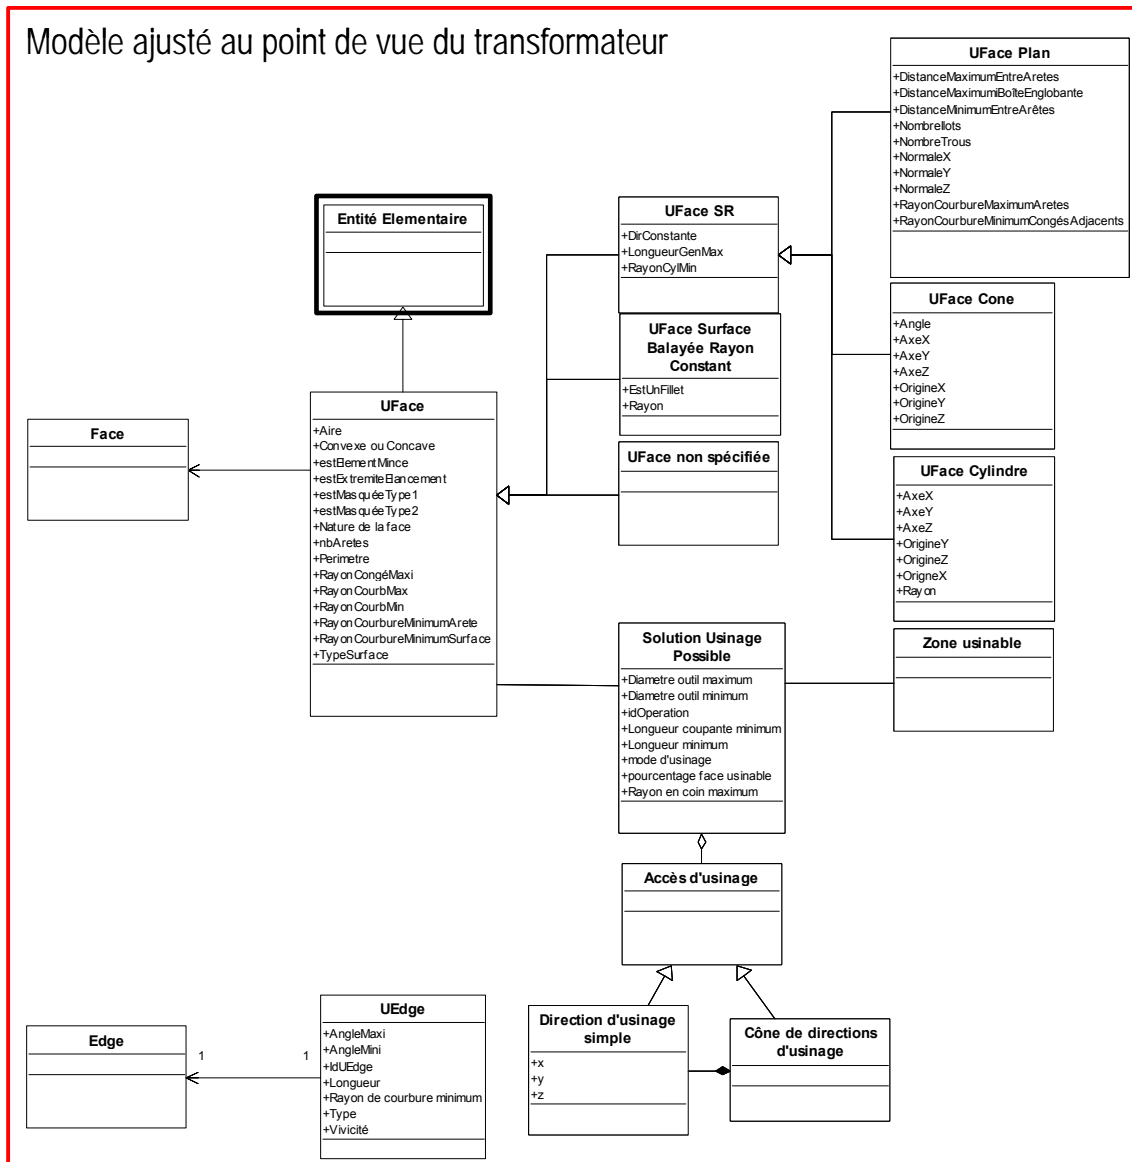 Modèle ajusté au point de vue du transformateur
UFace Plan
+DistanceMaximumEntreAretes
+DistanceMaximumiBoîteEnglobante
+DistanceMinimumEntreArêtes
+NombreIlots
+NombreTrous
+NormaleX
+NormaleY
+NormaleZ
+RayonCourbureMaximumAretes
+RayonCourbureMinimumCongésAdjacents
Entité Elementaire
UFace SR
+DirConstante
+LongueurGenMax
+RayonCylMin
UFace Cone
+Angle
+AxeX
+AxeY
+AxeZ
+OrigineX
+OrigineY
+OrigineZ
UFace Surface
Balayée Rayon
Constant
+EstUnFillet
+Rayon
UFace
+Aire
+Convexe ou Concave
+estElementMince
+estExtremiteElancement
+estMasquéeType1
+estMasquéeType2
+Nature de la face
+nbAretes
+Perimetre
+RayonCongéMaxi
+RayonCourbMax
+RayonCourbMin
+RayonCourbureMinimumArete
+RayonCourbureMinimumSurface
+TypeSurface
Face
UFace non spécifiée
UFace Cylindre
+AxeX
+AxeY
+AxeZ
+OrigineY
+OrigineZ
+OrigneX
+Rayon
Solution Usinage
Possible
+Diametre outil maximum
+Diametre outil minimum
+idOperation
+Longueur coupante minimum
+Longueur minimum
+mode d'usinage
+pourcentage face usinable
+Rayon en coin maximum
Zone usinable
Accès d'usinage
Direction d'usinage
simple
+x
+y
+z
Cône de directions
d'usinage
UEdge
+AngleMaxi
+AngleMini
+IdUEdge
+Longueur
+Rayon de courbure minimum
+Type
+Vivicité
Edge
1
1